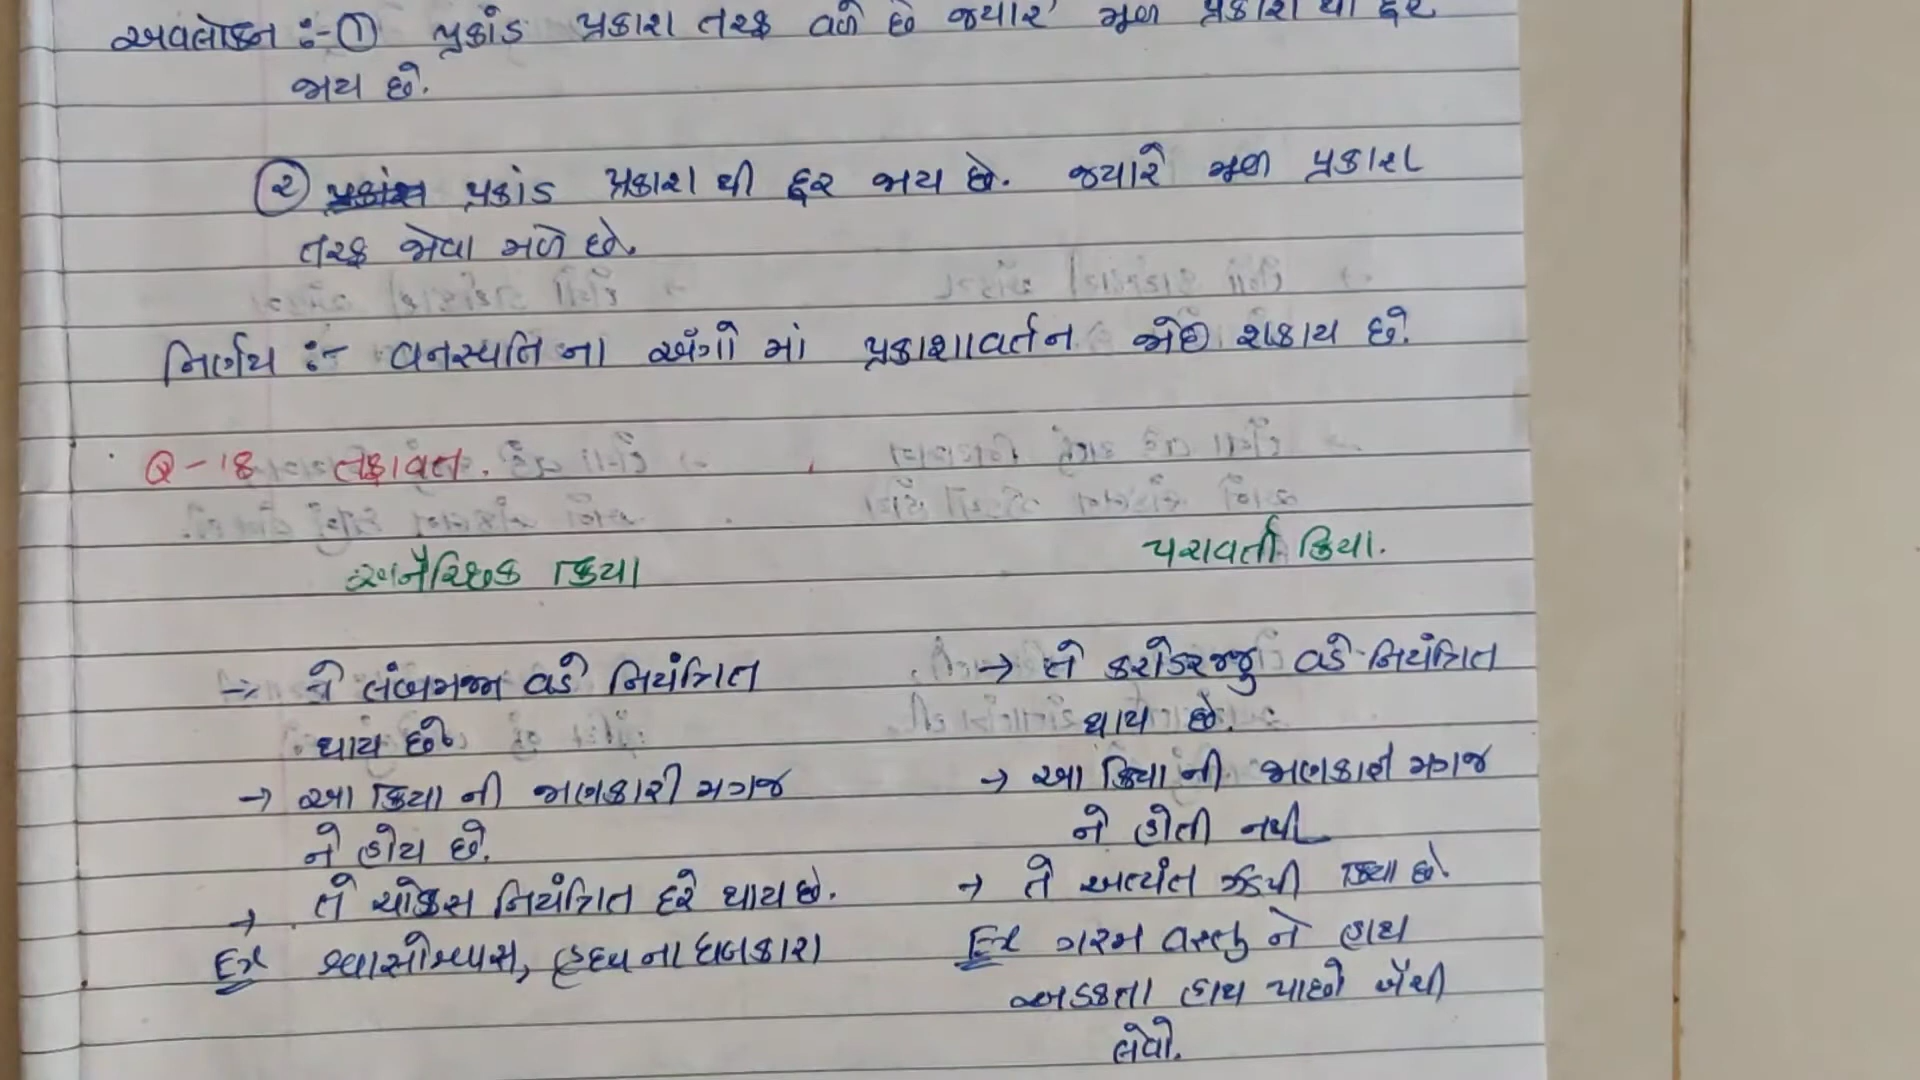 અવલોકન :-① પ્રકાંડ પ્રકાશ તરફ વળે છે જયારે મૂળ પ્રકાશ થી દૂર
જાય છે.
② પ્રકાંડ પ્રકાશ થી દૂર જાય છે. જયારે મૂળ પ્રકાશ
તરફ જોવા મળે છે.
નિર્ણય :- વનસ્પતિ ના અંગો માં પ્રકાશાવર્તન જોઈ શકાય છે.
Q-18 તફાવત.
અનૈચ્છિક ક્રિયા
પરાવર્તી ક્રિયા.
→ તે લંબમજ્જા વડે નિયંત્રિત
થાય છે.
→ આ ક્રિયા ની જાણકારી મગજ
ને હોય છે.
→ તે ચોક્કસ નિયંત્રિત દરે થાય છે.
Ex શ્વાસોચ્છવાસ, હૃદય ના ધબકારા
→ તે કરોડરજ્જુ વડે નિયંત્રિત
થાય છે.
→ આ ક્રિયા ની જાણકારી મગજ
ને હોતી નથી
→ તે અત્યંત ઝડપી ક્રિયા છે.
Ex ગરમ વસ્તુ ને હાથ
અડકતા હાથ પાછો ખેંચી
લેવો.